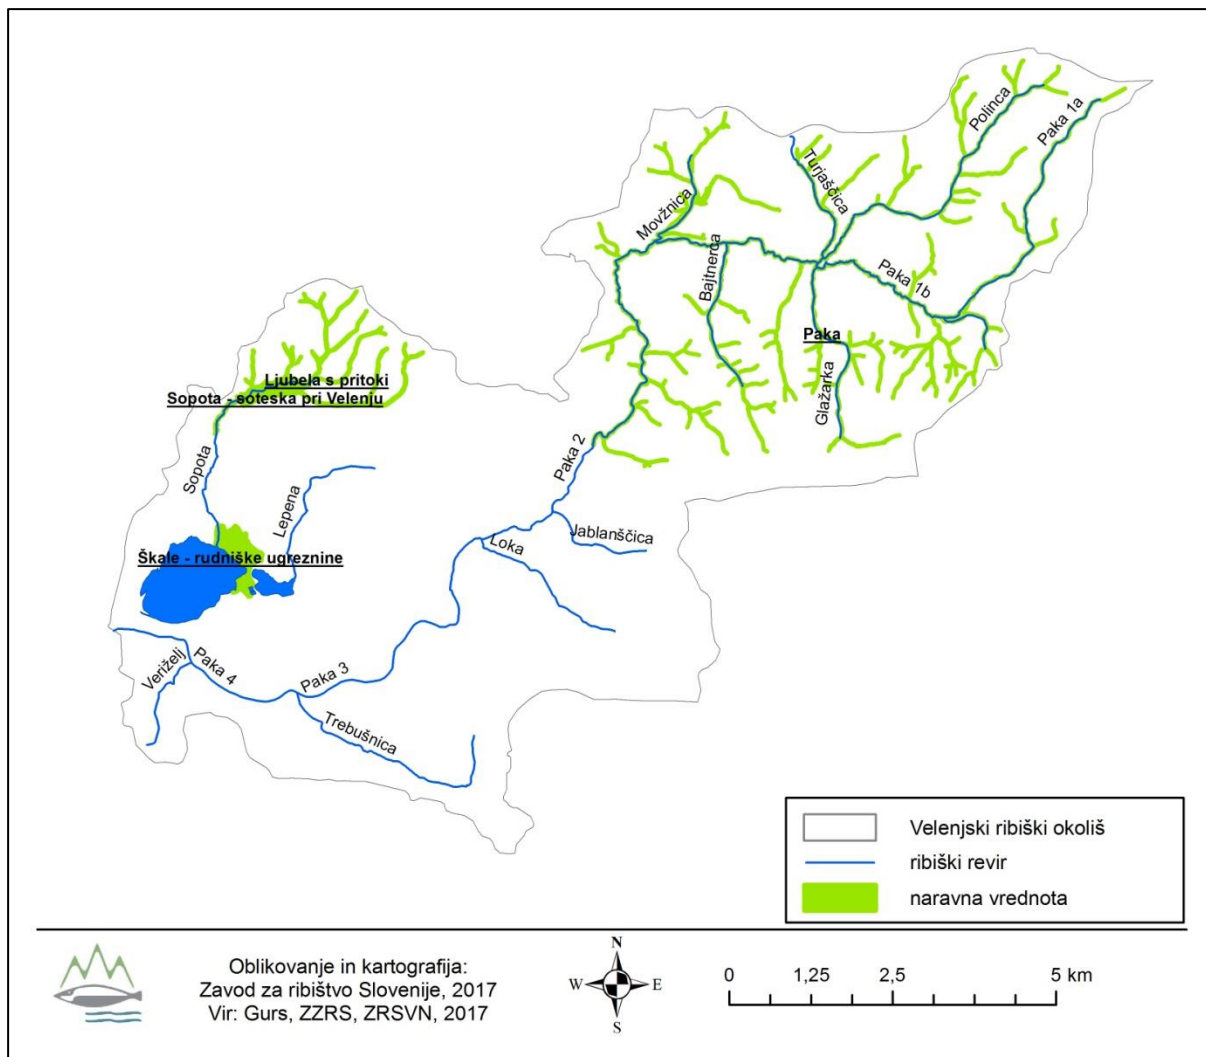 Polinca
Paka 1a
Turjaščica
Movžnica
Bajtnerca
Paka 1b
Paka
Glažarka
Ljubela s pritoki
Sopota - soteska pri Velenju
Sopota
Paka 2
Lepena
Jablanščica
Loka
Škale - rudniške ugreznine
Veriželj
Paka 4
Paka 3
Trebušnica
Velenjski ribiški okoliš
ribiški revir
naravna vrednota
Oblikovanje in kartografija:
Zavod za ribištvo Slovenije, 2017
Vir: Gurs, ZZRS, ZRSVN, 2017
N
W E
S
0 1,25 2,5 5 km